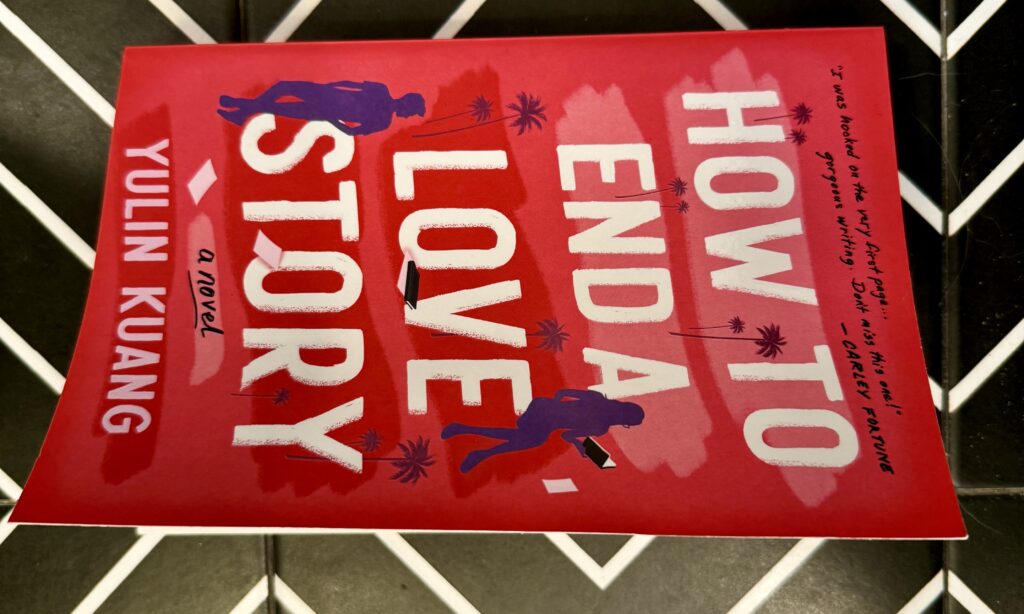 "I was hooked on the very first page...
gorgeous writing. Don't miss this one!"
— CARLEY FORTUNE
HOW TO
END A
LOVE
STORY
a novel
YULIN KUANG